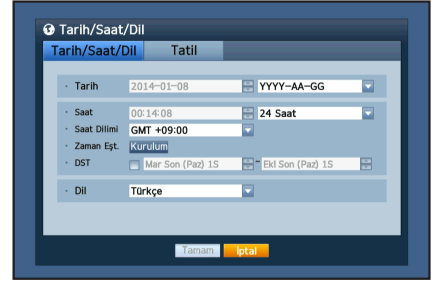 Tarih/Saat/Dil
Tarih/Saat/Dil Tatil
Tarih 2014-01-08 YYYY-AA-GG
Saat 00:14:08 24 Saat
Saat Dilimi GMT +09:00
Zaman Eşt. Kurulum
DST Mar Son (Paz) 1S ~ Ekl Son (Paz) 1S
Dil Türkçe
Tamam İptal